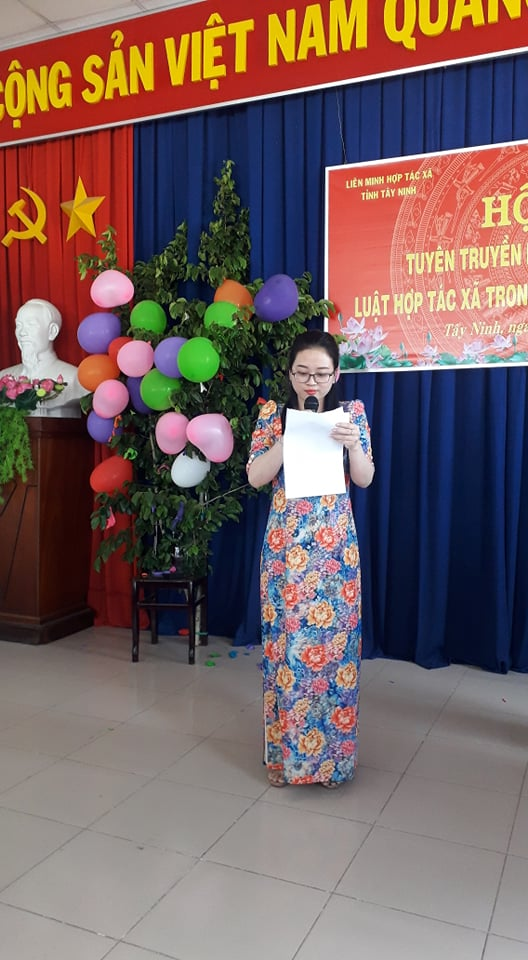 CỘNG SẢN VIỆT NAM QUANG
LIÊN MINH HỢP TÁC XÃ
TỈNH TÂY NINH
HỘ
TUYÊN TRUYỀN
LUẬT HỢP TÁC XÃ TRON
Tây Ninh, ngà